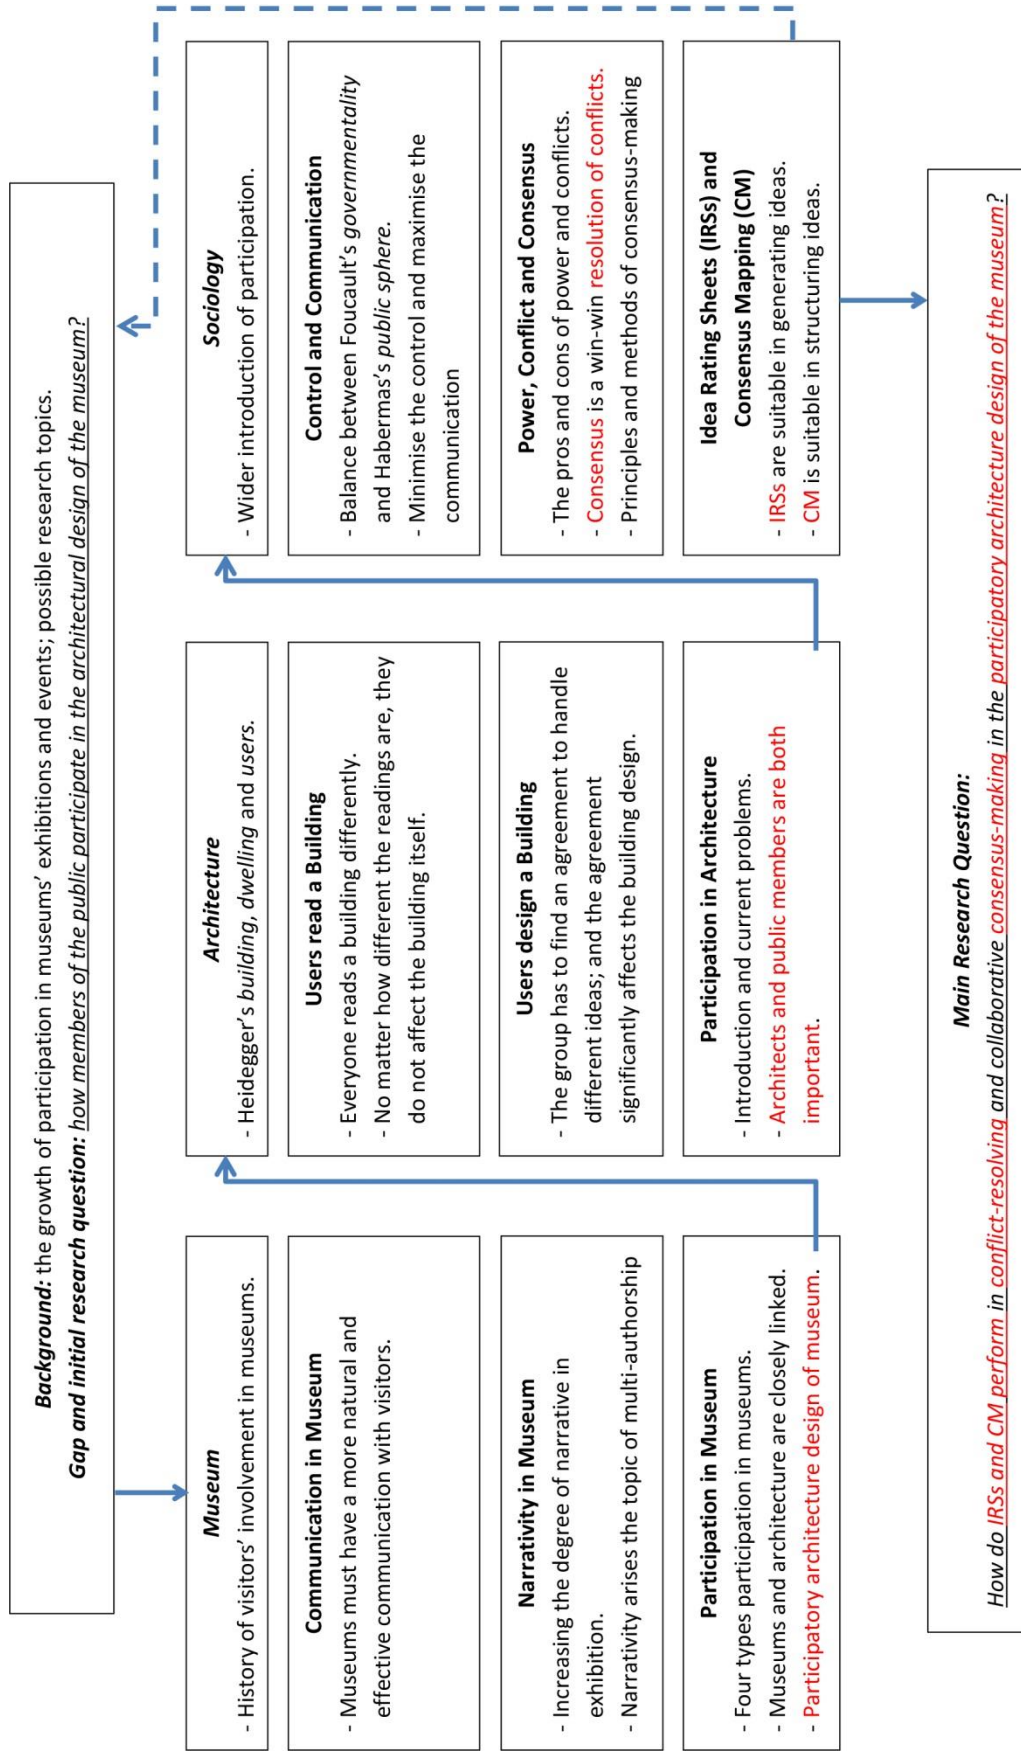 Background: the growth of participation in museums’ exhibitions and events; possible research topics.
Gap and initial research question: how members of the public participate in the architectural design of the museum?
Museum
- History of visitors’ involvement in museums.
Communication in Museum
- Museums must have a more natural and
effective communication with visitors.
Narrativity in Museum
- Increasing the degree of narrative in
exhibition.
- Narrativity arises the topic of multi-authorship
Participation in Museum
- Four types participation in museums.
- Museums and architecture are closely linked.
- Participatory architecture design of museum.
Architecture
- Heidegger’s building, dwelling and users.
Users read a Building
- Everyone reads a building differently.
- No matter how different the readings are, they
do not affect the building itself.
Users design a Building
- The group has to find an agreement to handle
different ideas; and the agreement
significantly affects the building design.
Participation in Architecture
- Introduction and current problems.
- Architects and public members are both
important.
Sociology
- Wider introduction of participation.
Control and Communication
- Balance between Foucault’s governmentality
and Habermas’s public sphere.
- Minimise the control and maximise the
communication
Power, Conflict and Consensus
- The pros and cons of power and conflicts.
- Consensus is a win-win resolution of conflicts.
- Principles and methods of consensus-making
Idea Rating Sheets (IRSs) and
Consensus Mapping (CM)
- IRSs are suitable in generating ideas.
- CM is suitable in structuring ideas.
Main Research Question:
How do IRSs and CM perform in conflict-resolving and collaborative consensus-making in the participatory architecture design of the museum?